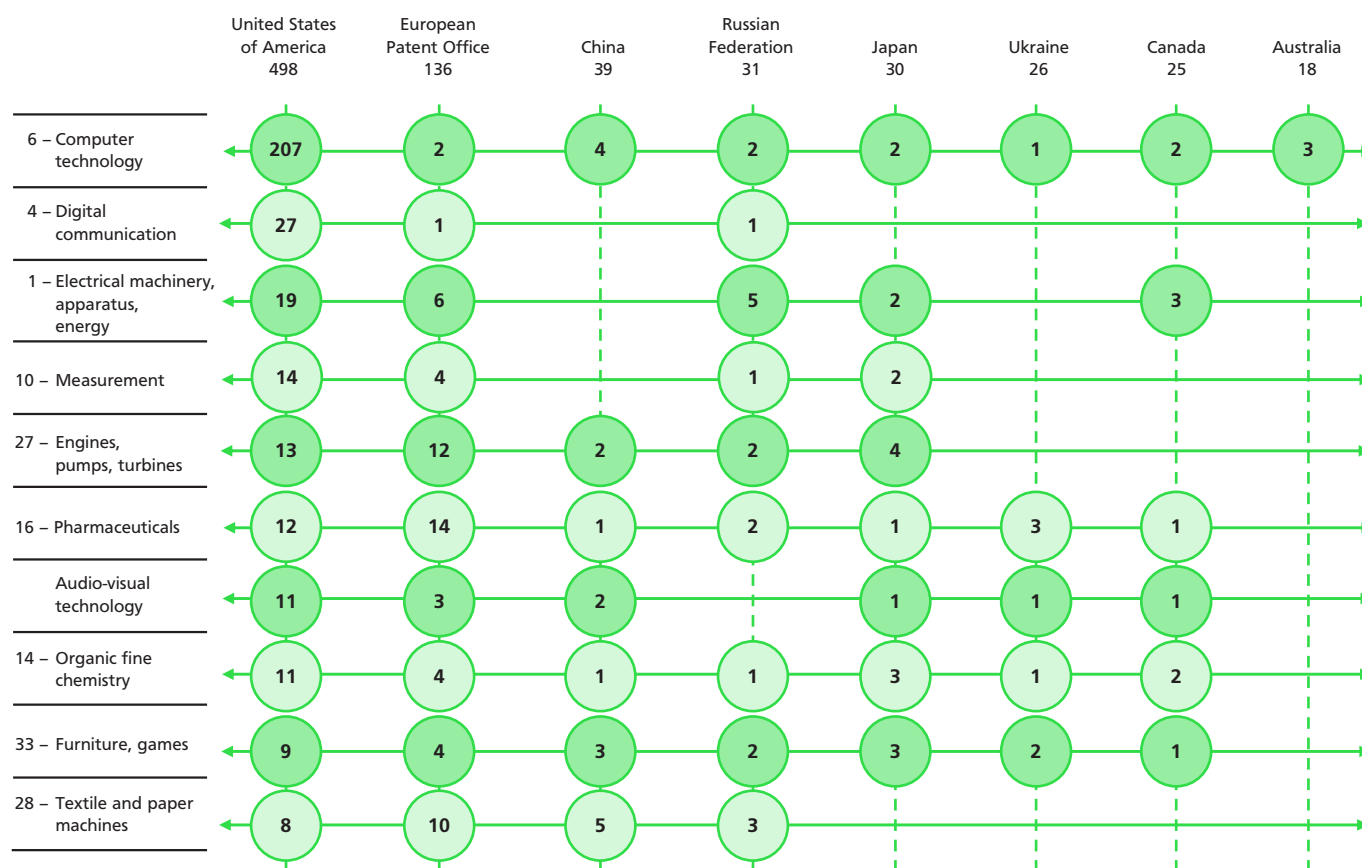 United States
of America
498
European
Patent Office
136
China
39
Russian
Federation
31
Japan
30
Ukraine
26
Canada
25
Australia
18
6 – Computer
technology
207 2 4 2 2 1 2 3
4 – Digital
communication
27 1 1
1 – Electrical machinery,
apparatus,
energy
19 6 5 2 3
10 – Measurement
14 4 1 2
27 – Engines,
pumps, turbines
13 12 2 2 4
16 – Pharmaceuticals
12 14 1 2 1 3 1
Audio-visual
technology
11 3 2 1 1 1
14 – Organic fine
chemistry
11 4 1 1 3 1 2
33 – Furniture, games
9 4 3 2 3 2 1
28 – Textile and paper
machines
8 10 5 3